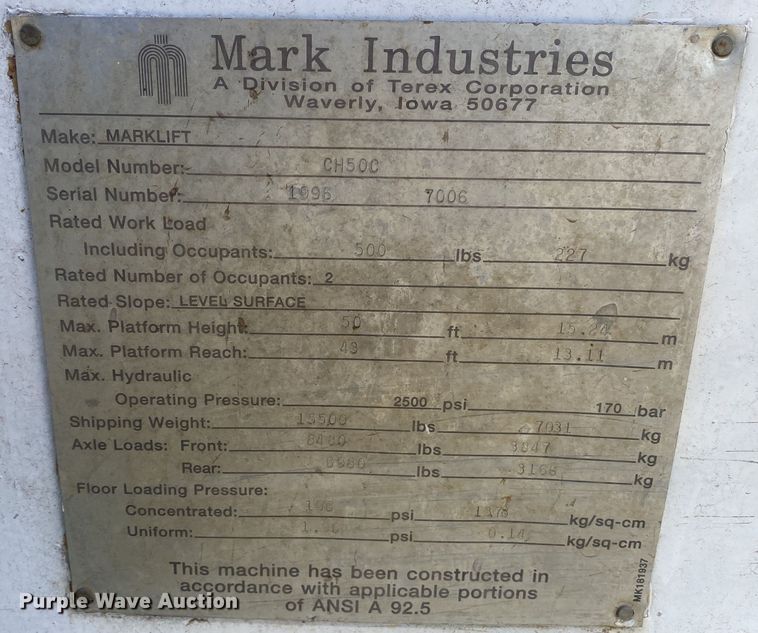 Mark Industries
A Division of Terex Corporation
Waverly, Iowa 50677
Make: MARKLIFT
Model Number: CH50C
Serial Number: 1996 7006
Rated Work Load
Including Occupants: 500 lbs 227 kg
Rated Number of Occupants: 2
Rated Slope: LEVEL SURFACE
Max. Platform Height: 50 ft 15.24 m
Max. Platform Reach: 43 ft 13.11 m
Max. Hydraulic
Operating Pressure: 2500 psi 170 bar
Shipping Weight: 15500 lbs 7031 kg
Axle Loads: Front: lbs kg
Rear: lbs kg
Floor Loading Pressure:
Concentrated: psi kg/sq-cm
Uniform: psi 0.14 kg/sq-cm
This machine has been constructed in
accordance with applicable portions
of ANSI A 92.5
MK181937
Purple Wave Auction